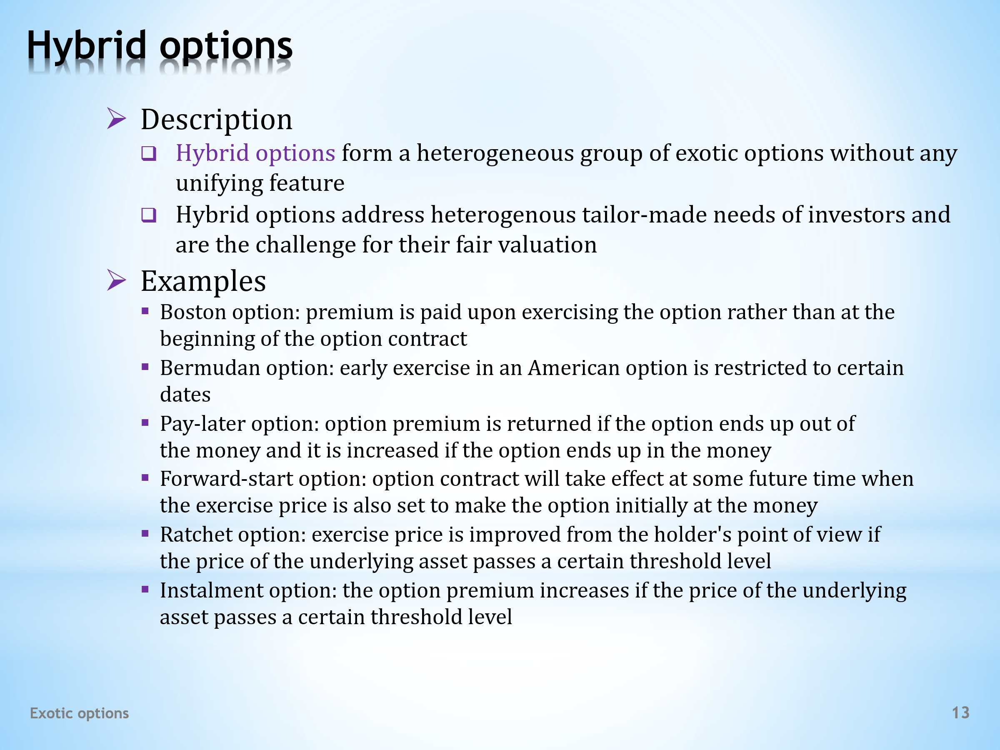 Hybrid options
Description
Hybrid options form a heterogeneous group of exotic options without any
unifying feature
Hybrid options address heterogenous tailor-made needs of investors and
are the challenge for their fair valuation
Examples
Boston option: premium is paid upon exercising the option rather than at the
beginning of the option contract
Bermudan option: early exercise in an American option is restricted to certain
dates
Pay-later option: option premium is returned if the option ends up out of
the money and it is increased if the option ends up in the money
Forward-start option: option contract will take effect at some future time when
the exercise price is also set to make the option initially at the money
Ratchet option: exercise price is improved from the holder's point of view if
the price of the underlying asset passes a certain threshold level
Instalment option: the option premium increases if the price of the underlying
asset passes a certain threshold level
Exotic options
13